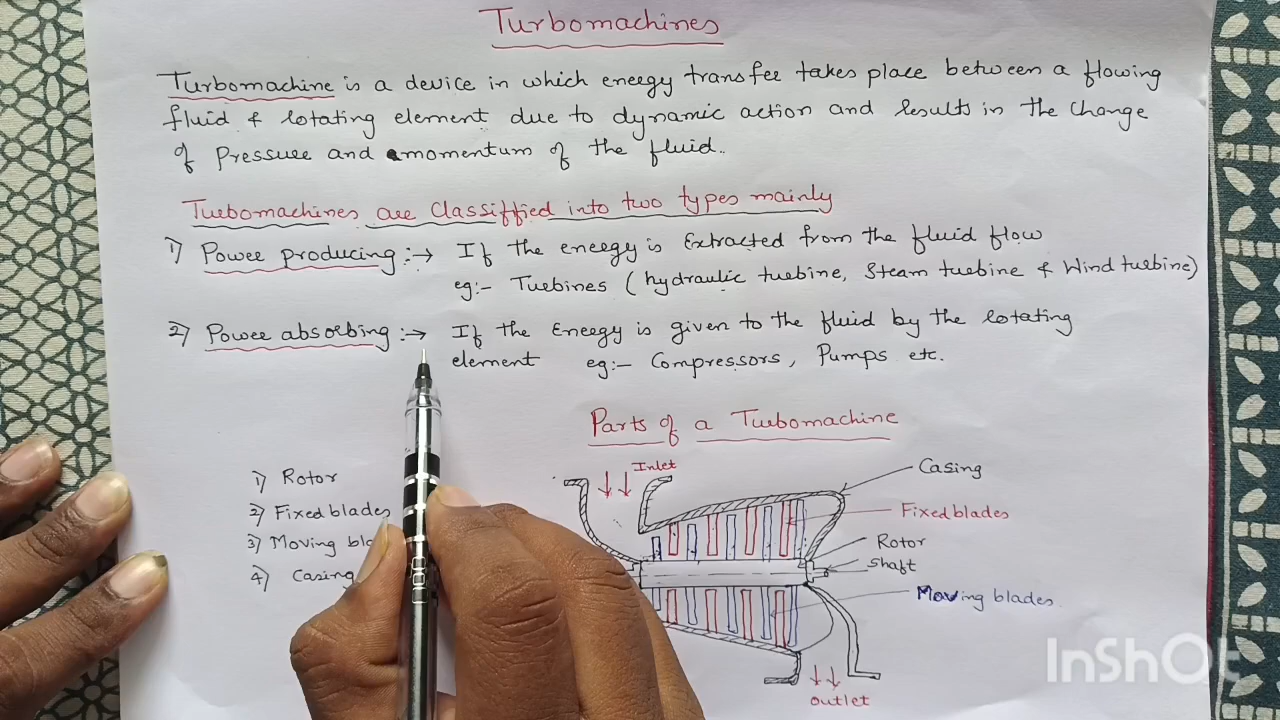 Turbomachines
Turbomachine is a device in which energy transfer takes place between a flowing
fluid & rotating element due to dynamic action and results in the change
of pressure and momentum of the fluid.
Turbomachines are classiffied into two types mainly
1) Power producing :→ If the energy is Extracted from the fluid flow
eg:- Turbines (hydraulic turbine, Steam turbine & Wind turbine)
2) Power absorbing :→ If the Energy is given to the fluid by the rotating
element eg:- Compressors, Pumps etc.
Parts of a Turbomachine
1) Rotor
2) Fixed blades
3) Moving
4) Casing
Inlet
Casing
Fixed blades
Rotor
Shaft
Moving blades
Outlet
InShOt